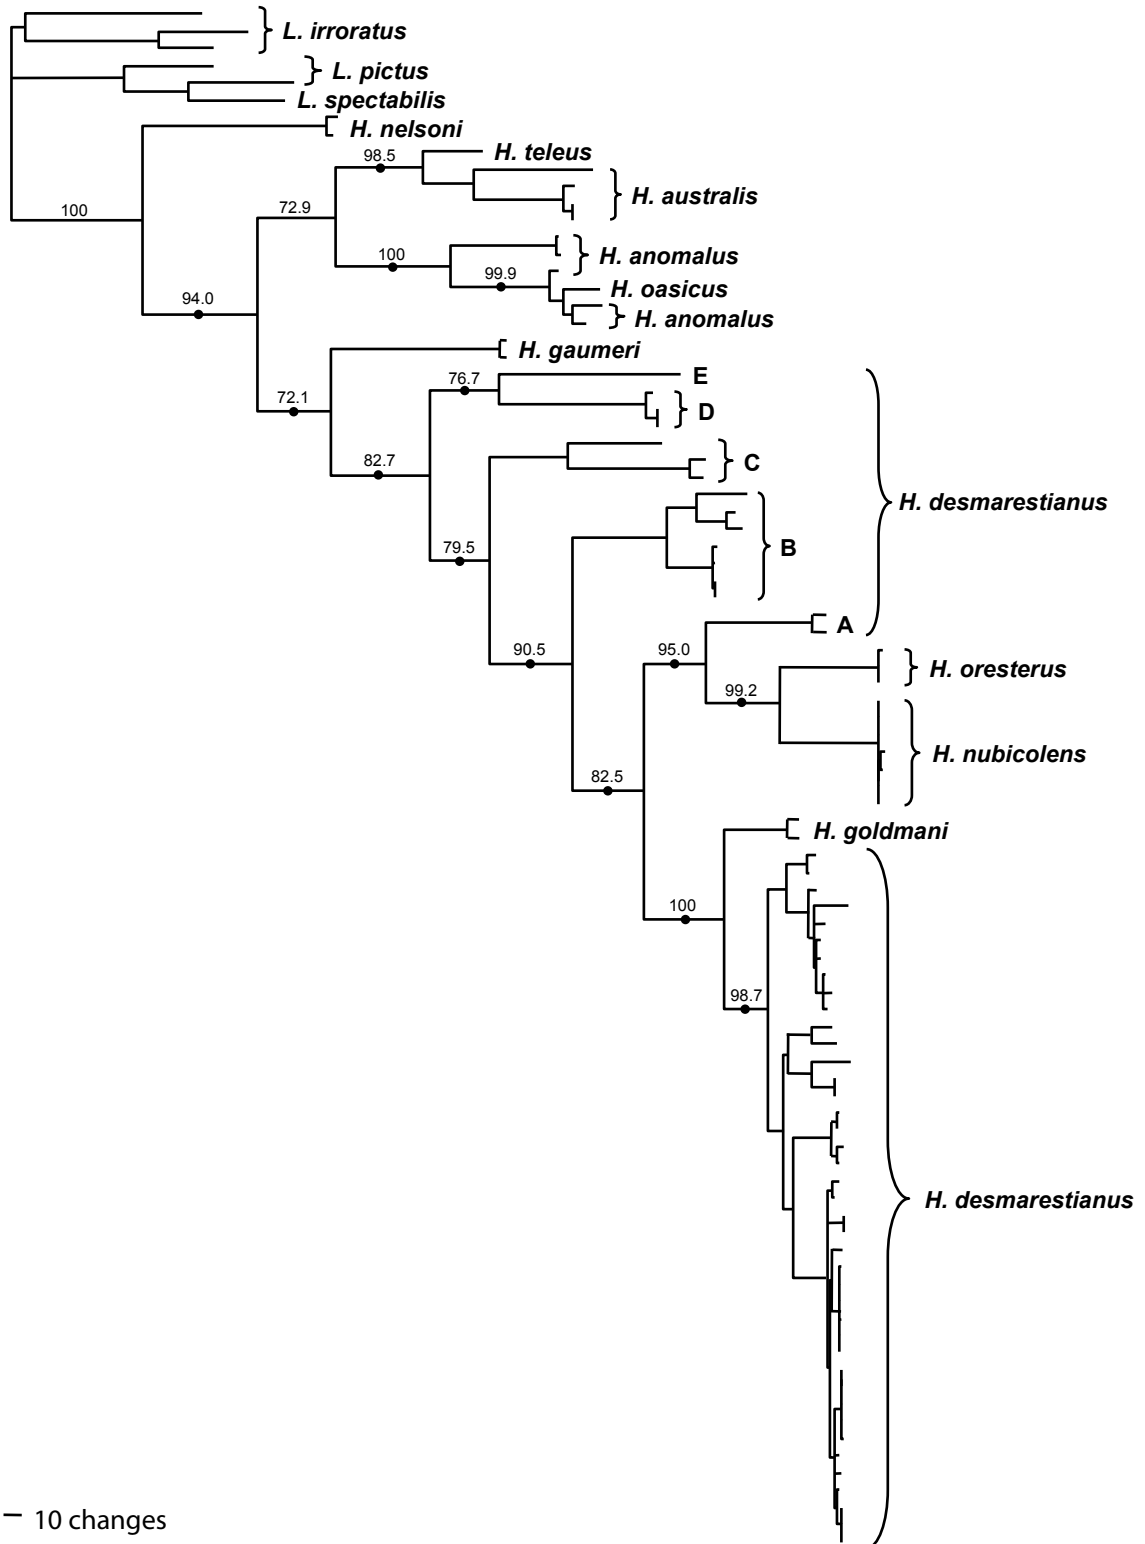 L. irroratus
L. pictus
L. spectabilis
H. nelsoni
98.5
H. teleus
H. australis
100
72.9
100
H. anomalus
99.9
H. oasicus
94.0
H. anomalus
H. gaumeri
76.7
E
72.1
D
82.7
C
H. desmarestianus
79.5
B
A
90.5
95.0
H. oresterus
99.2
H. nubicolens
82.5
H. goldmani
100
98.7
H. desmarestianus
10 changes